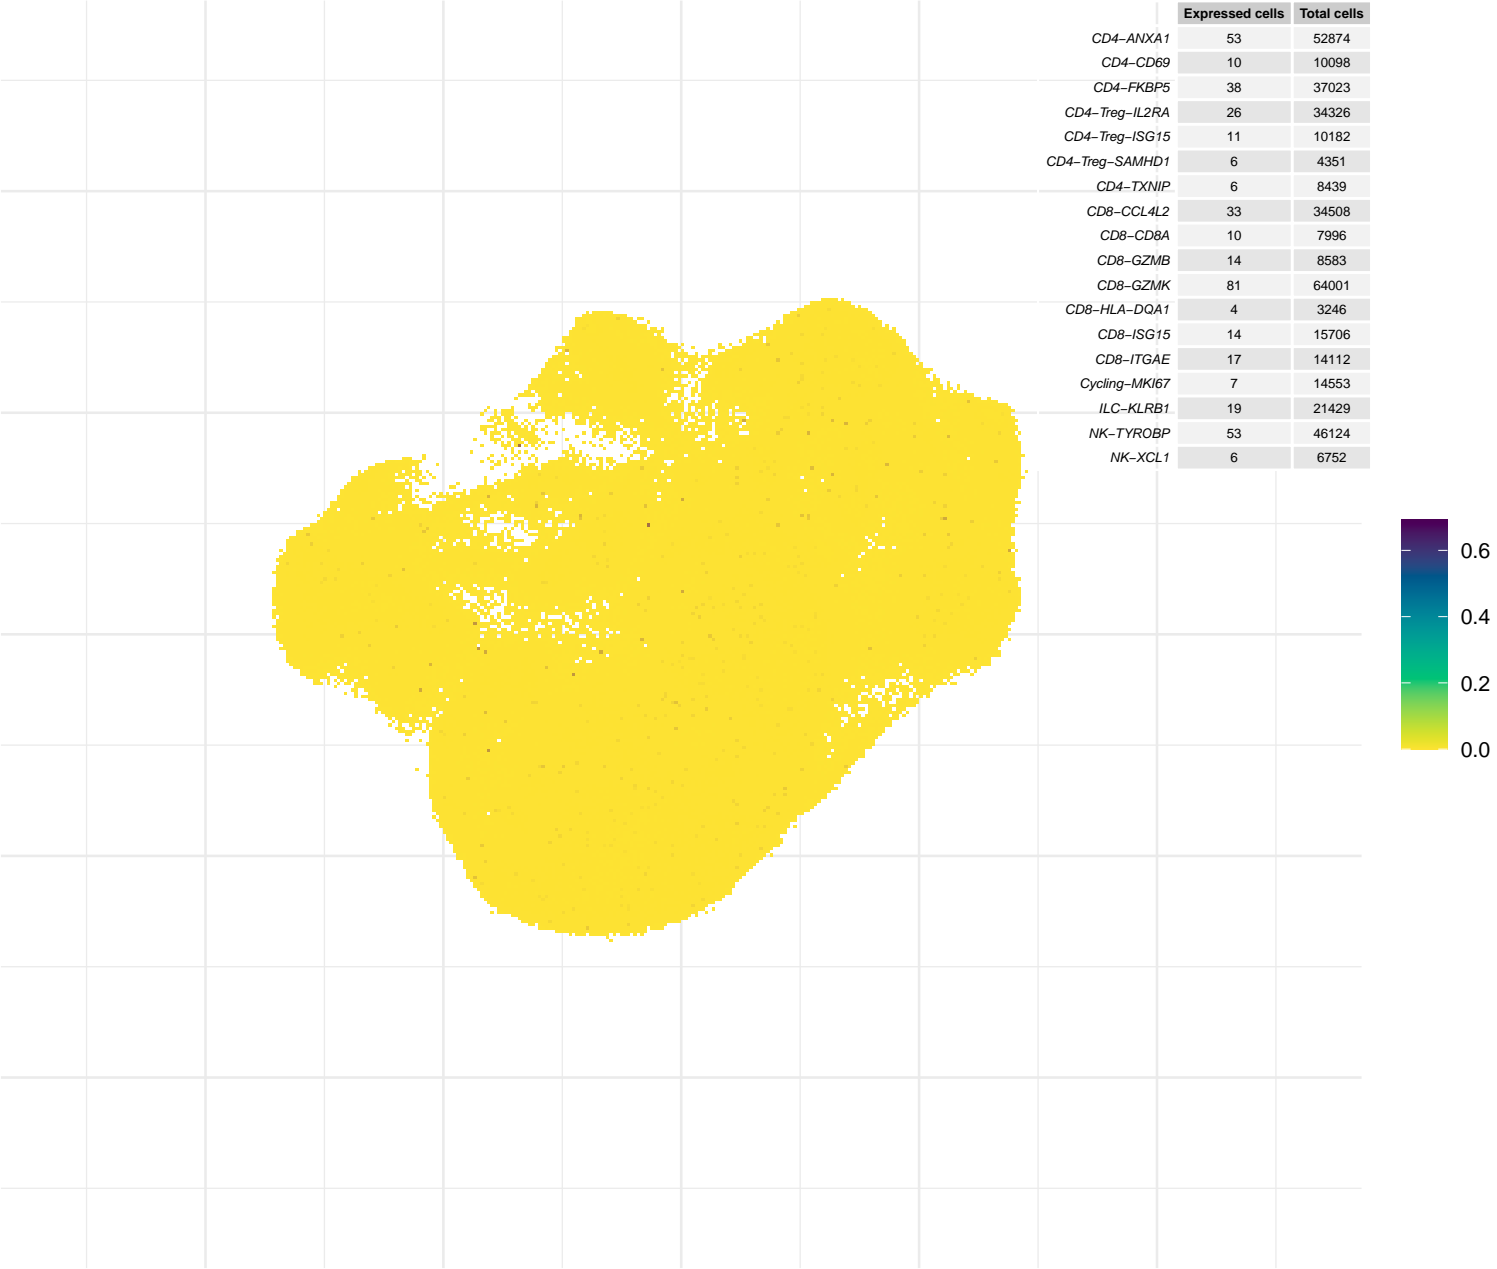 Expressed cells Total cells
CD4−ANXA1 53 52874
CD4−CD69 10 10098
CD4−FKBP5 38 37023
CD4−Treg−IL2RA 26 34326
CD4−Treg−ISG15 11 10182
CD4−Treg−SAMHD1 6 4351
CD4−TXNIP 6 8439
CD8−CCL4L2 33 34508
CD8−CD8A 10 7996
CD8−GZMB 14 8583
CD8−GZMK 81 64001
CD8−HLA−DQA1 4 3246
CD8−ISG15 14 15706
CD8−ITGAE 17 14112
Cycling−MKI67 7 14553
ILC−KLRB1 19 21429
NK−TYROBP 53 46124
NK−XCL1 6 6752
0.6
0.4
0.2
0.0